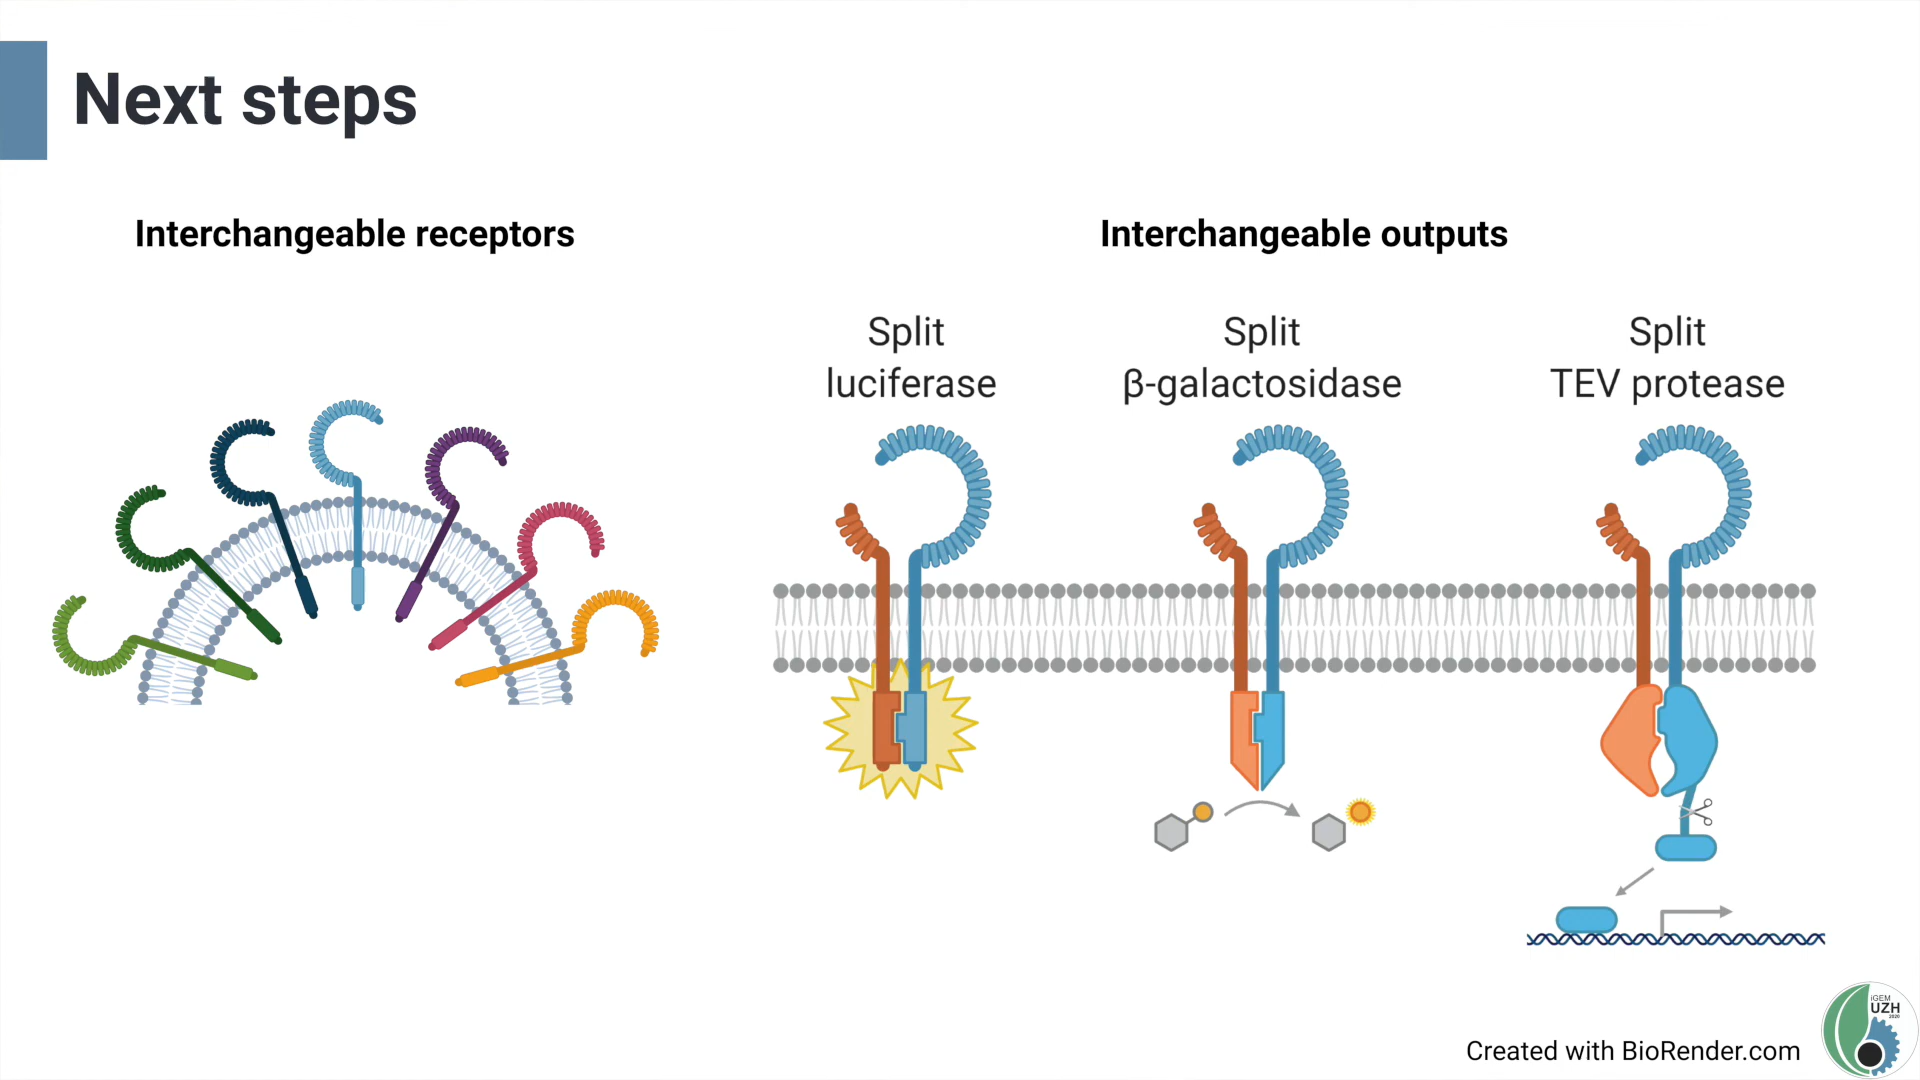 Next steps
Interchangeable receptors
Interchangeable outputs
Split
luciferase
Split
β-galactosidase
Split
TEV protease
Created with BioRender.com
iGEM
UZH
2020